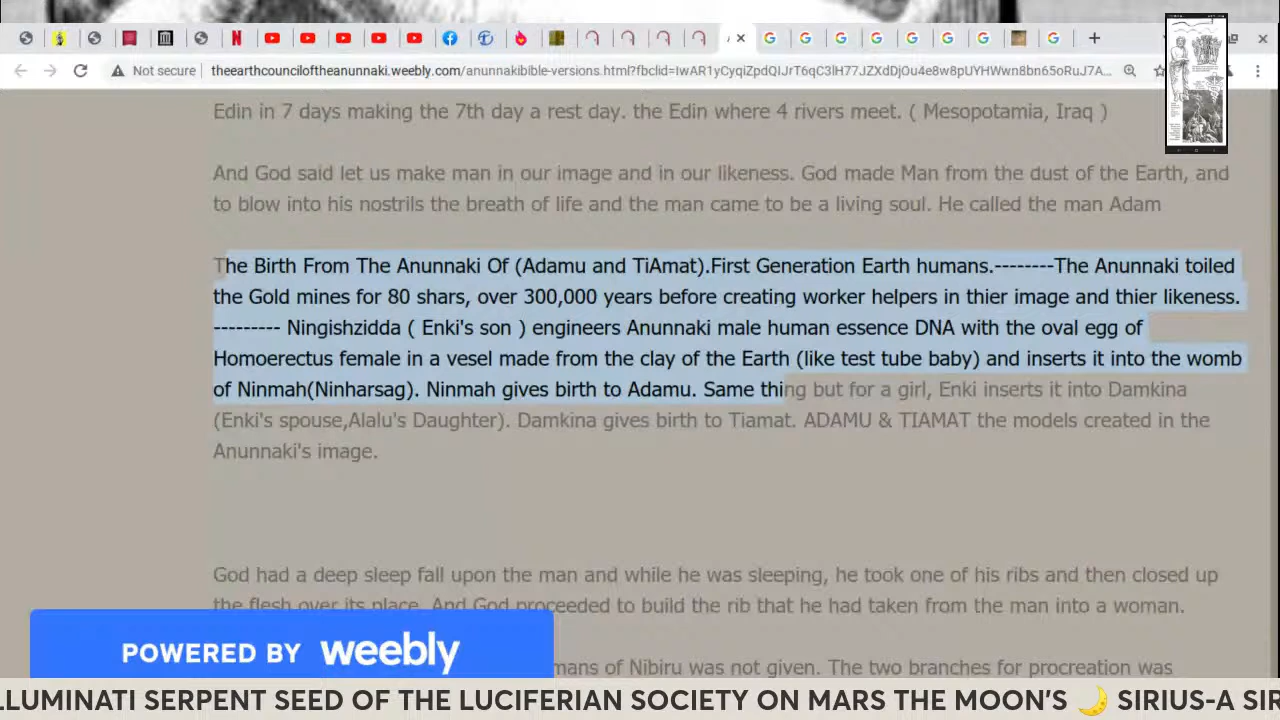 Not secure theearthcounciloftheanunnaki.weebly.com/anunnakibible-versions.html?fbclid=IwAR1yCyqiZpdqUJrT6qC3lH77JZXdDjOu4e8w8pUYHWwn8bn65oRuJ7A...
Edin in 7 days making the 7th day a rest day. the Edin where 4 rivers meet. ( Mesopotamia, Iraq )
And God said let us make man in our image and in our likeness. God made Man from the dust of the Earth, and
to blow into his nostrils the breath of life and the man came to be a living soul. He called the man Adam
The Birth From The Anunnaki Of (Adamu and TiAmat).First Generation Earth humans.--------The Anunnaki toiled
the Gold mines for 80 shars, over 300,000 years before creating worker helpers in thier image and thier likeness.
--------- Ningishzidda ( Enki's son ) engineers Anunnaki male human essence DNA with the oval egg of
Homoerectus female in a vesel made from the clay of the Earth (like test tube baby) and inserts it into the womb
of Ninmah(Ninharsag). Ninmah gives birth to Adamu. Same thing but for a girl, Enki inserts it into Damkina
(Enki's spouse,Alalu's Daughter). Damkina gives birth to Tiamat. ADAMU & TIAMAT the models created in the
Anunnaki's image.
God had a deep sleep fall upon the man and while he was sleeping, he took one of his ribs and then closed up
the flesh over its place. And God proceeded to build the rib that he had taken from the man into a woman.
mans of Nibiru was not given. The two branches for procreation was
POWERED BY weebly
LLUMINATI SERPENT SEED OF THE LUCIFERIAN SOCIETY ON MARS THE MOON'S 🌙 SIRIUS-A SIR